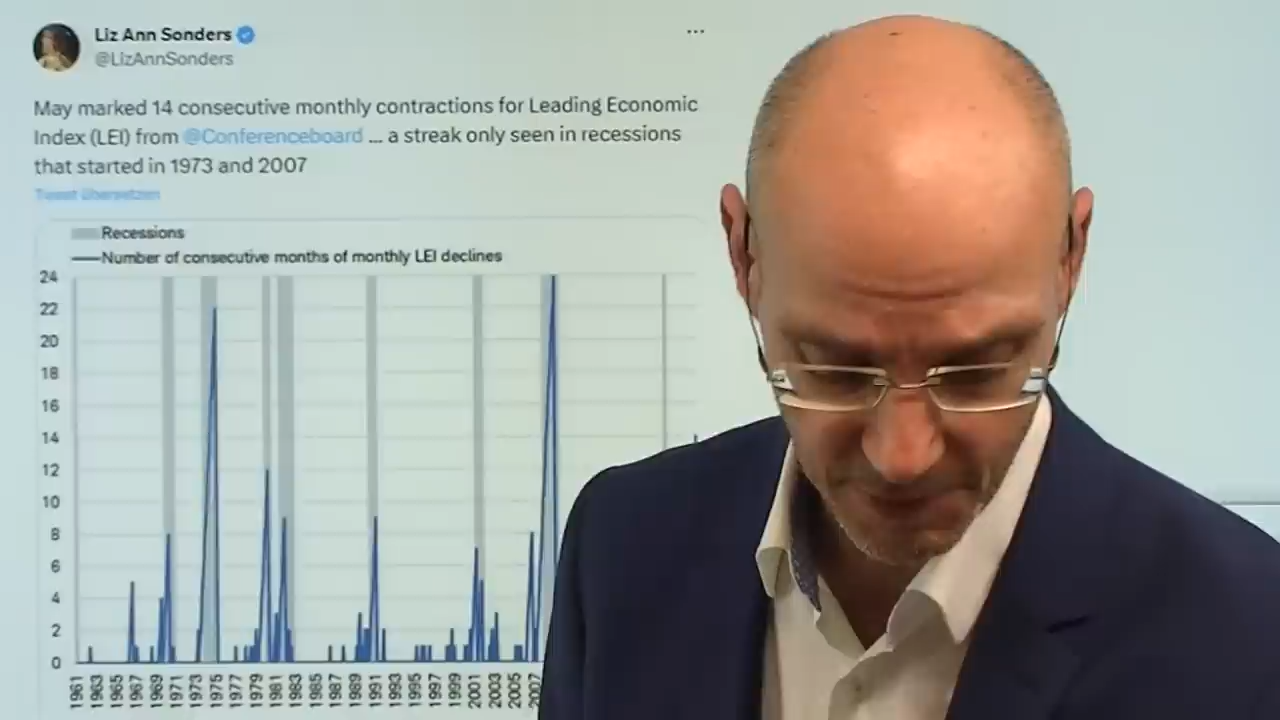 Liz Ann Sonders
@LizAnnSonders
May marked 14 consecutive monthly contractions for Leading Economic
Index (LEI) from @Conferenceboard ... a streak only seen in recessions
that started in 1973 and 2007
Tweet übersetzen
Recessions
Number of consecutive months of monthly LEI declines
24
22
20
18
16
14
12
10
8
6
4
2
0
1961 1963 1965 1967 1969 1971 1973 1975 1977 1979 1981 1983 1985 1987 1989 1991 1993 1995 1997 1999 2001 2003 2005 2007